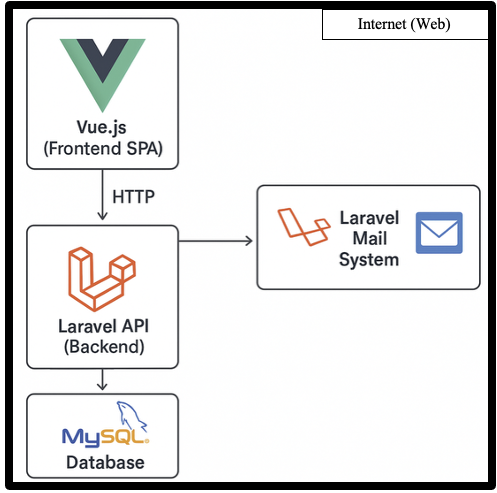 Internet (Web)
Vue.js
(Frontend SPA)
HTTP
Laravel
Mail
System
Laravel API
(Backend)
MySQL®
Database